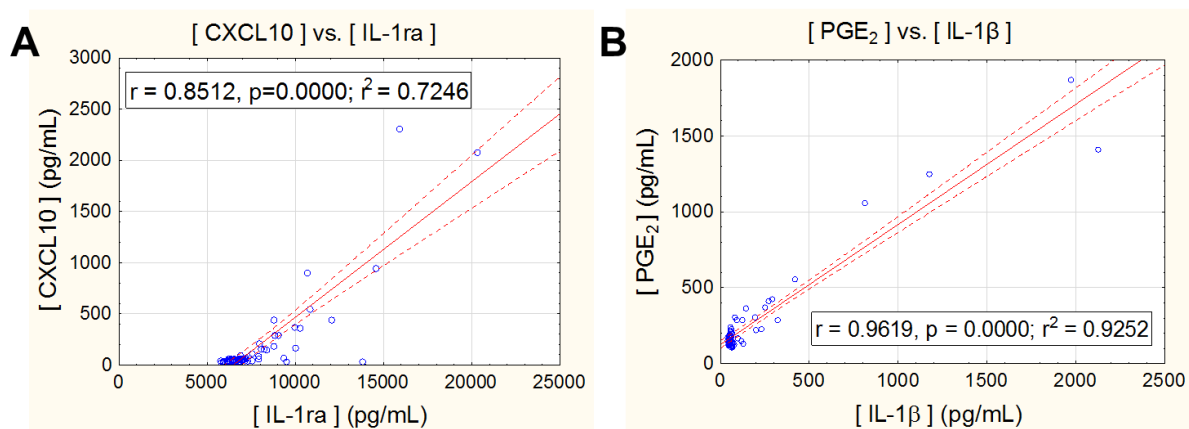 A
[ CXCL10 ] vs. [ IL-1ra ]
r = 0.8512, p=0.0000; r² = 0.7246
[ CXCL10 ] (pg/mL)
3000
2500
2000
1500
1000
500
0
0 5000 10000 15000 20000 25000
[ IL-1ra ] (pg/mL)
B
[ PGE₂ ] vs. [ IL-1β ]
[ PGE₂ ] (pg/mL)
2000
1500
1000
500
0
r = 0.9619, p = 0.0000; r² = 0.9252
0 500 1000 1500 2000 2500
[ IL-1β ] (pg/mL)